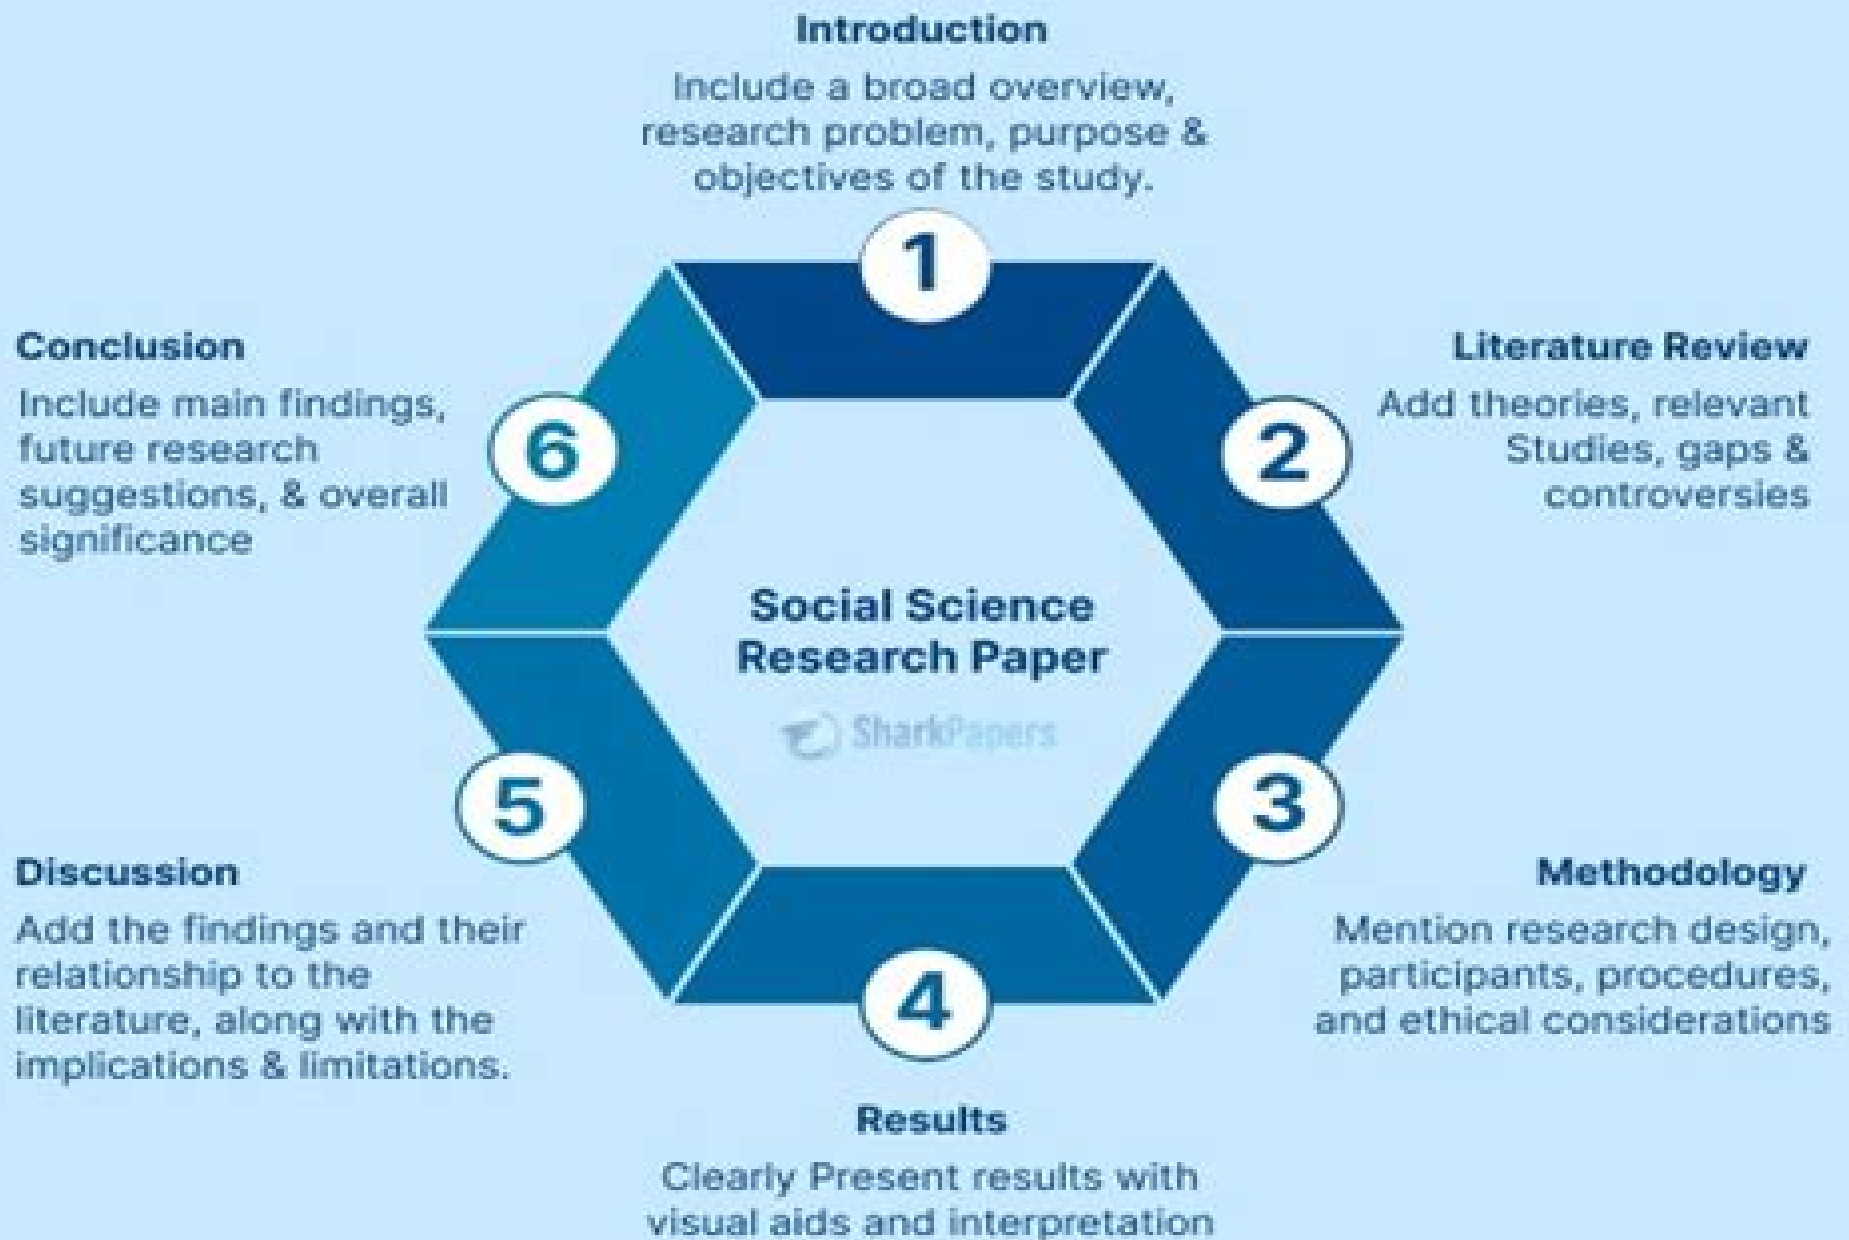 Introduction
Include a broad overview,
research problem, purpose &
objectives of the study.
1
2
Literature Review
Add theories, relevant
Studies, gaps &
controversies
3
Methodology
Mention research design,
participants, procedures,
and ethical considerations
4
Results
Clearly Present results with
visual aids and interpretation
5
Discussion
Add the findings and their
relationship to the
literature, along with the
implications & limitations.
6
Conclusion
Include main findings,
future research
suggestions, & overall
significance
Social Science
Research Paper
SharkPapers